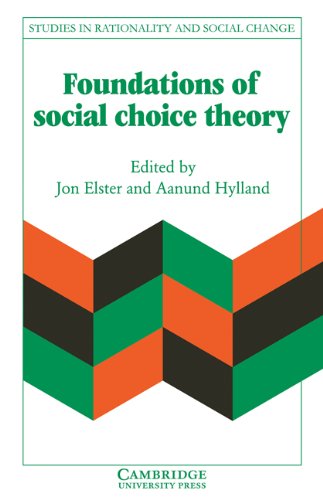 STUDIES IN RATIONALITY AND SOCIAL CHANGE
Foundations of
social choice theory
Edited by
Jon Elster and Aanund Hylland
CAMBRIDGE
UNIVERSITY PRESS